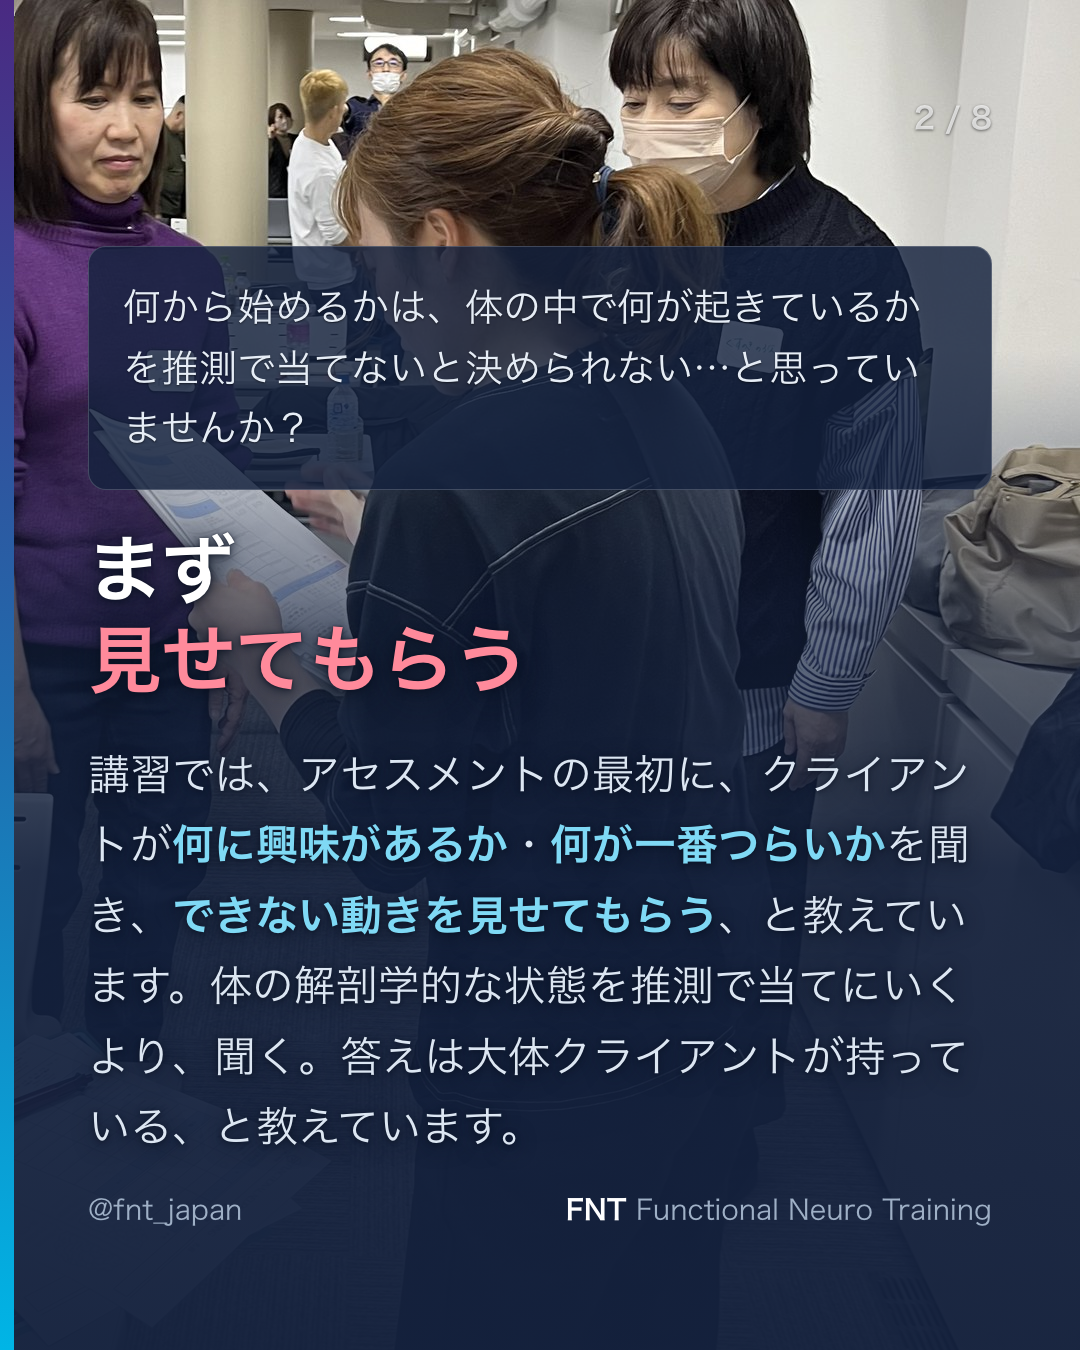 2 / 8
何から始めるかは、体の中で何が起きているか
を推測で当てないと決められない…と思ってい
ませんか？
まず
見せてもらう
講習では、アセスメントの最初に、クライアン
トが何に興味があるか・何が一番つらいかを聞
き、できない動きを見せてもらう、と教えてい
ます。体の解剖学的な状態を推測で当てにいく
より、聞く。答えは大体クライアントが持って
いる、と教えています。
@fnt_japan
FNT Functional Neuro Training